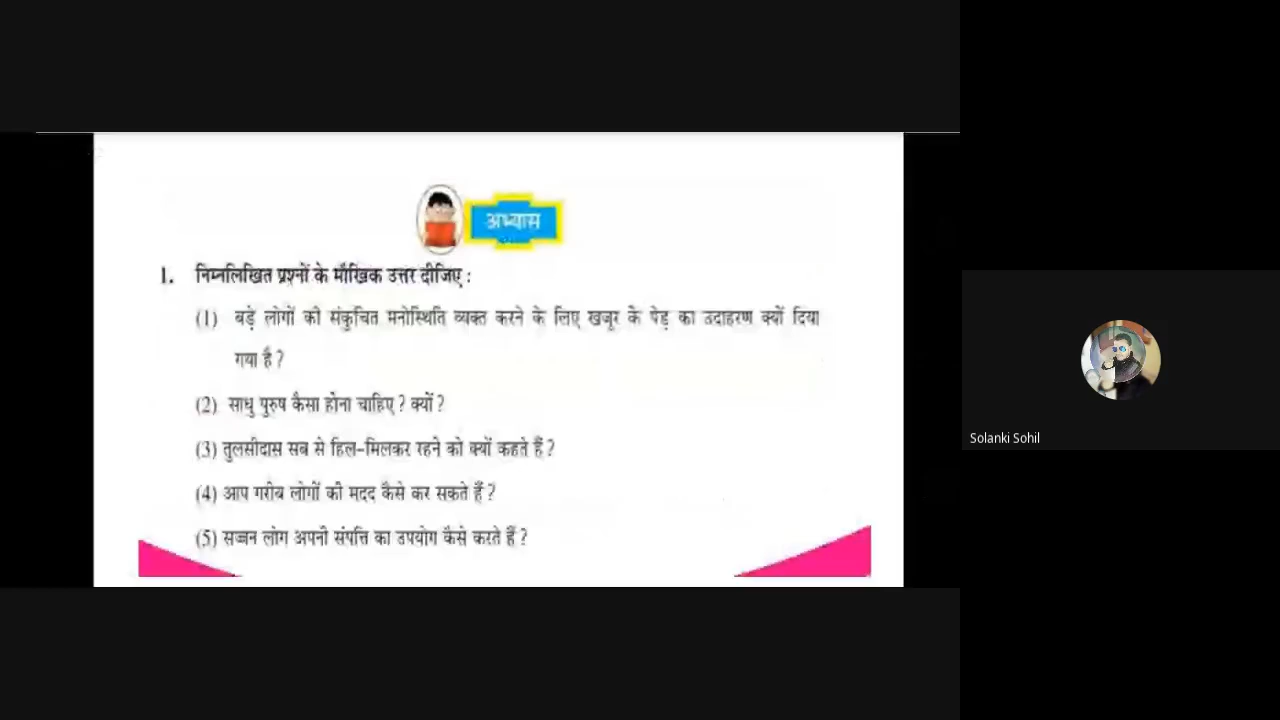 अभ्यास
1. निम्नलिखित प्रश्नों के मौखिक उत्तर दीजिए :
(1) बड़े लोगों की संकुचित मनोस्थिति व्यक्त करने के लिए खजूर के पेड़ का उदाहरण क्यों दिया
गया है ?
(2) साधु पुरुष कैसा होना चाहिए ? क्यों ?
(3) तुलसीदास सब से हिल-मिलकर रहने को क्यों कहते हैं ?
(4) आप गरीब लोगों की मदद कैसे कर सकते हैं ?
(5) सज्जन लोग अपनी संपत्ति का उपयोग कैसे करते हैं ?
Solanki Sohil